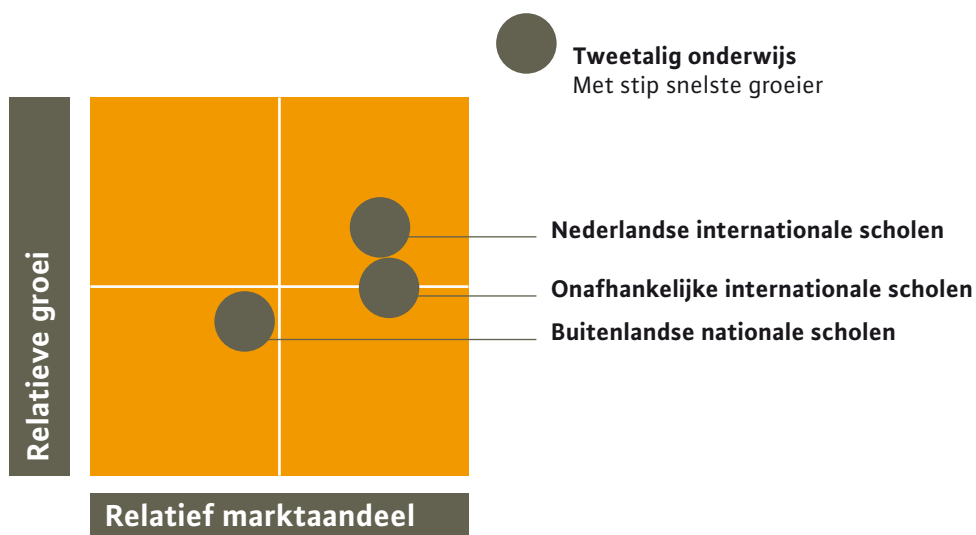 Tweetalig onderwijs
Met stip snelste groeier
Relatieve groei
Nederlandse internationale scholen
Onafhankelijke internationale scholen
Buitenlandse nationale scholen
Relatief marktaandeel